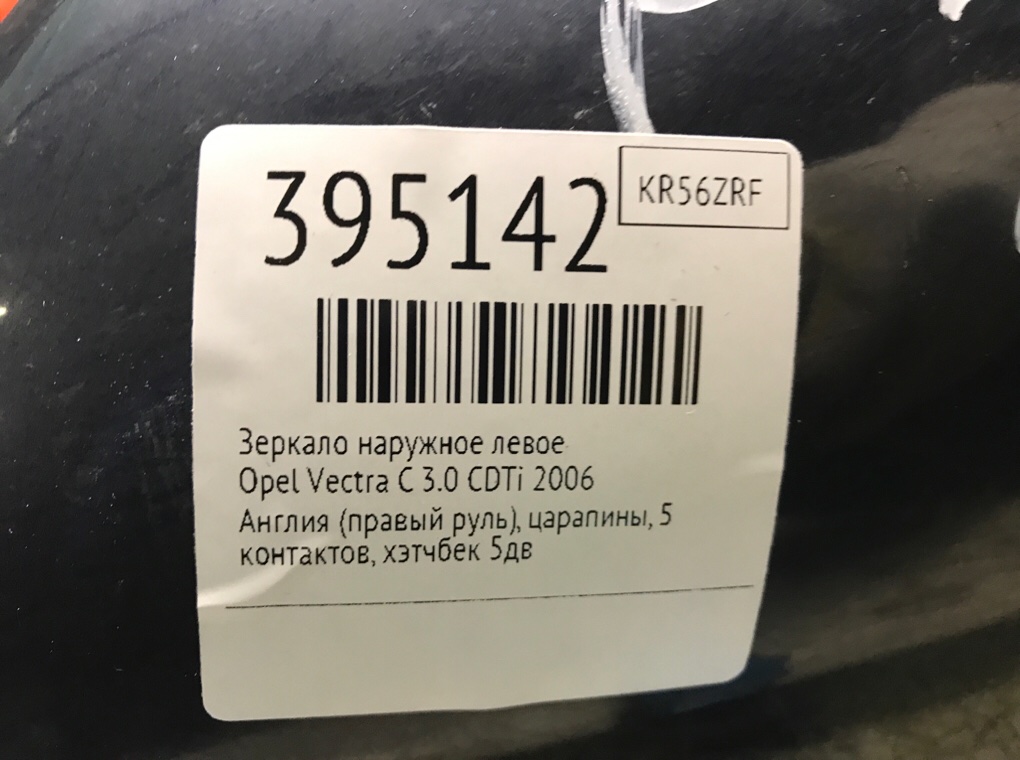 395142
KR56ZRF
Зеркало наружное левое
Opel Vectra C 3.0 CDTi 2006
Англия (правый руль), царапины, 5
контактов, хэтчбек 5дв